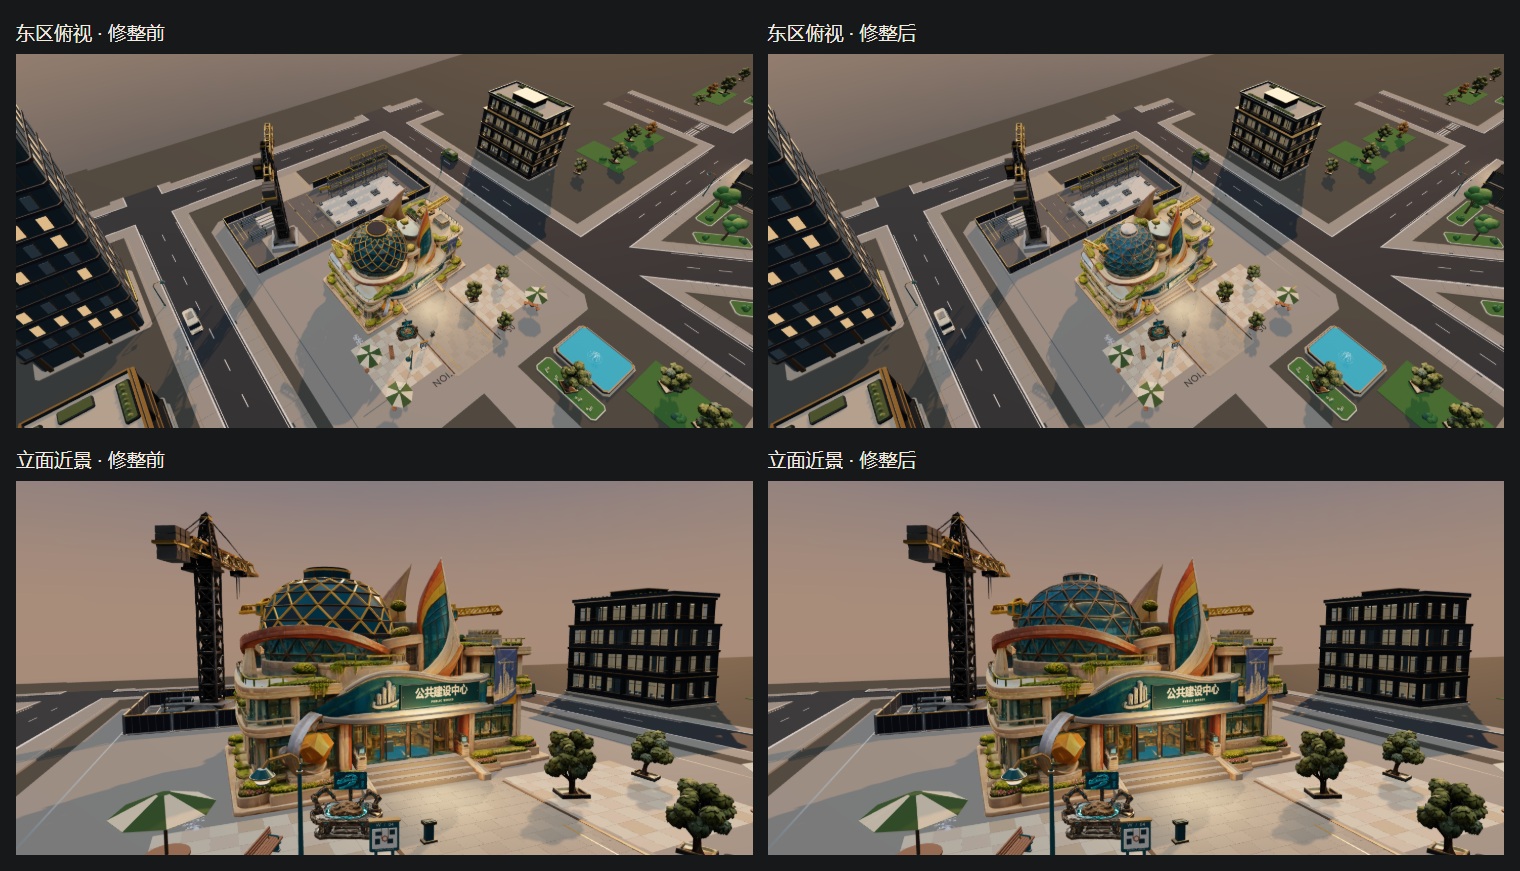 东区俯视 · 修整前
东区俯视 · 修整后
立面近景 · 修整前
立面近景 · 修整后
公共建设中心
公共建设中心